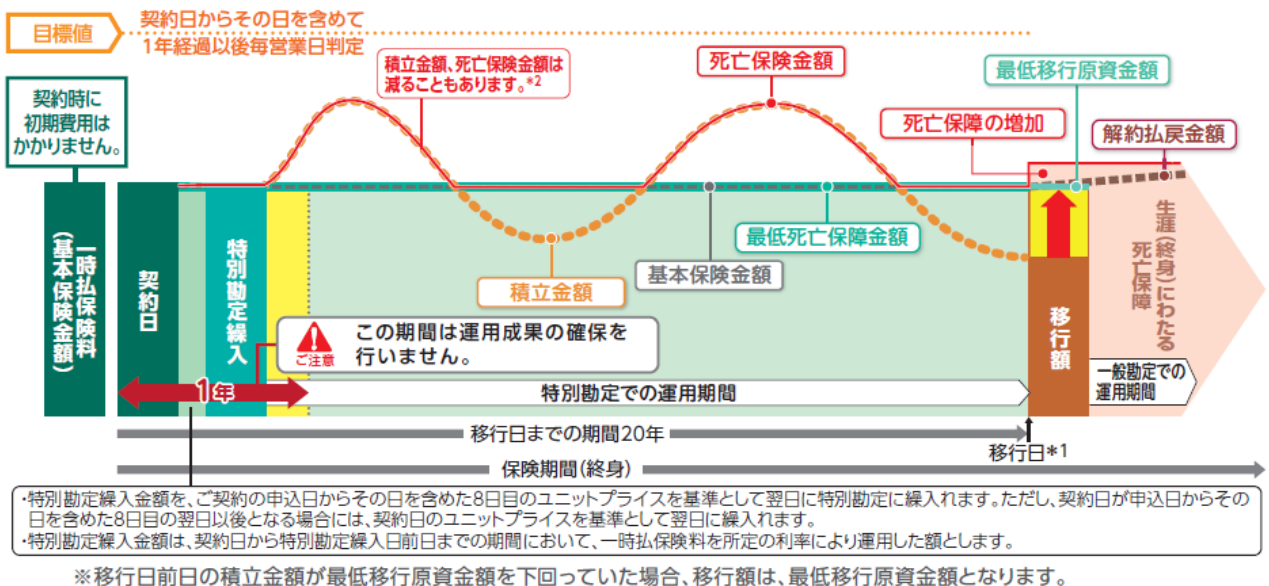 目標値
契約日からその日を含めて
1年経過以後毎営業日判定
契約時に
初期費用は
かかりません。
積立金額、死亡保険金額は
減ることもあります。*2
死亡保険金額
最低移行原資金額
死亡保障の増加
解約払戻金額
一時払保険料
(基本保険金額)
契約日
特別勘定繰入
最低死亡保障金額
基本保険金額
積立金額
ご注意
この期間は運用成果の確保を
行いません。
移行額
生涯(終身)にわたる
死亡保障
1年
特別勘定での運用期間
一般勘定での
運用期間
移行日までの期間20年
移行日*1
保険期間(終身)
・特別勘定繰入金額を、ご契約の申込日からその日を含めた8日目のユニットプライスを基準として翌日に特別勘定に繰入れます。ただし、契約日が申込日からその
日を含めた8日目の翌日以後となる場合には、契約日のユニットプライスを基準として翌日に繰入れます。
・特別勘定繰入金額は、契約日から特別勘定繰入日前日までの期間において、一時払保険料を所定の利率により運用した額とします。
※移行日前日の積立金額が最低移行原資金額を下回っていた場合、移行額は、最低移行原資金額となります。